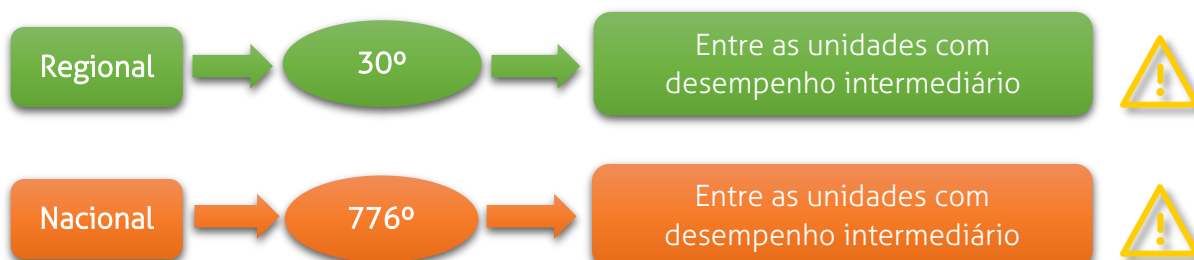 Regional
30º
Entre as unidades com
desempenho intermediário
Nacional
776º
Entre as unidades com
desempenho intermediário